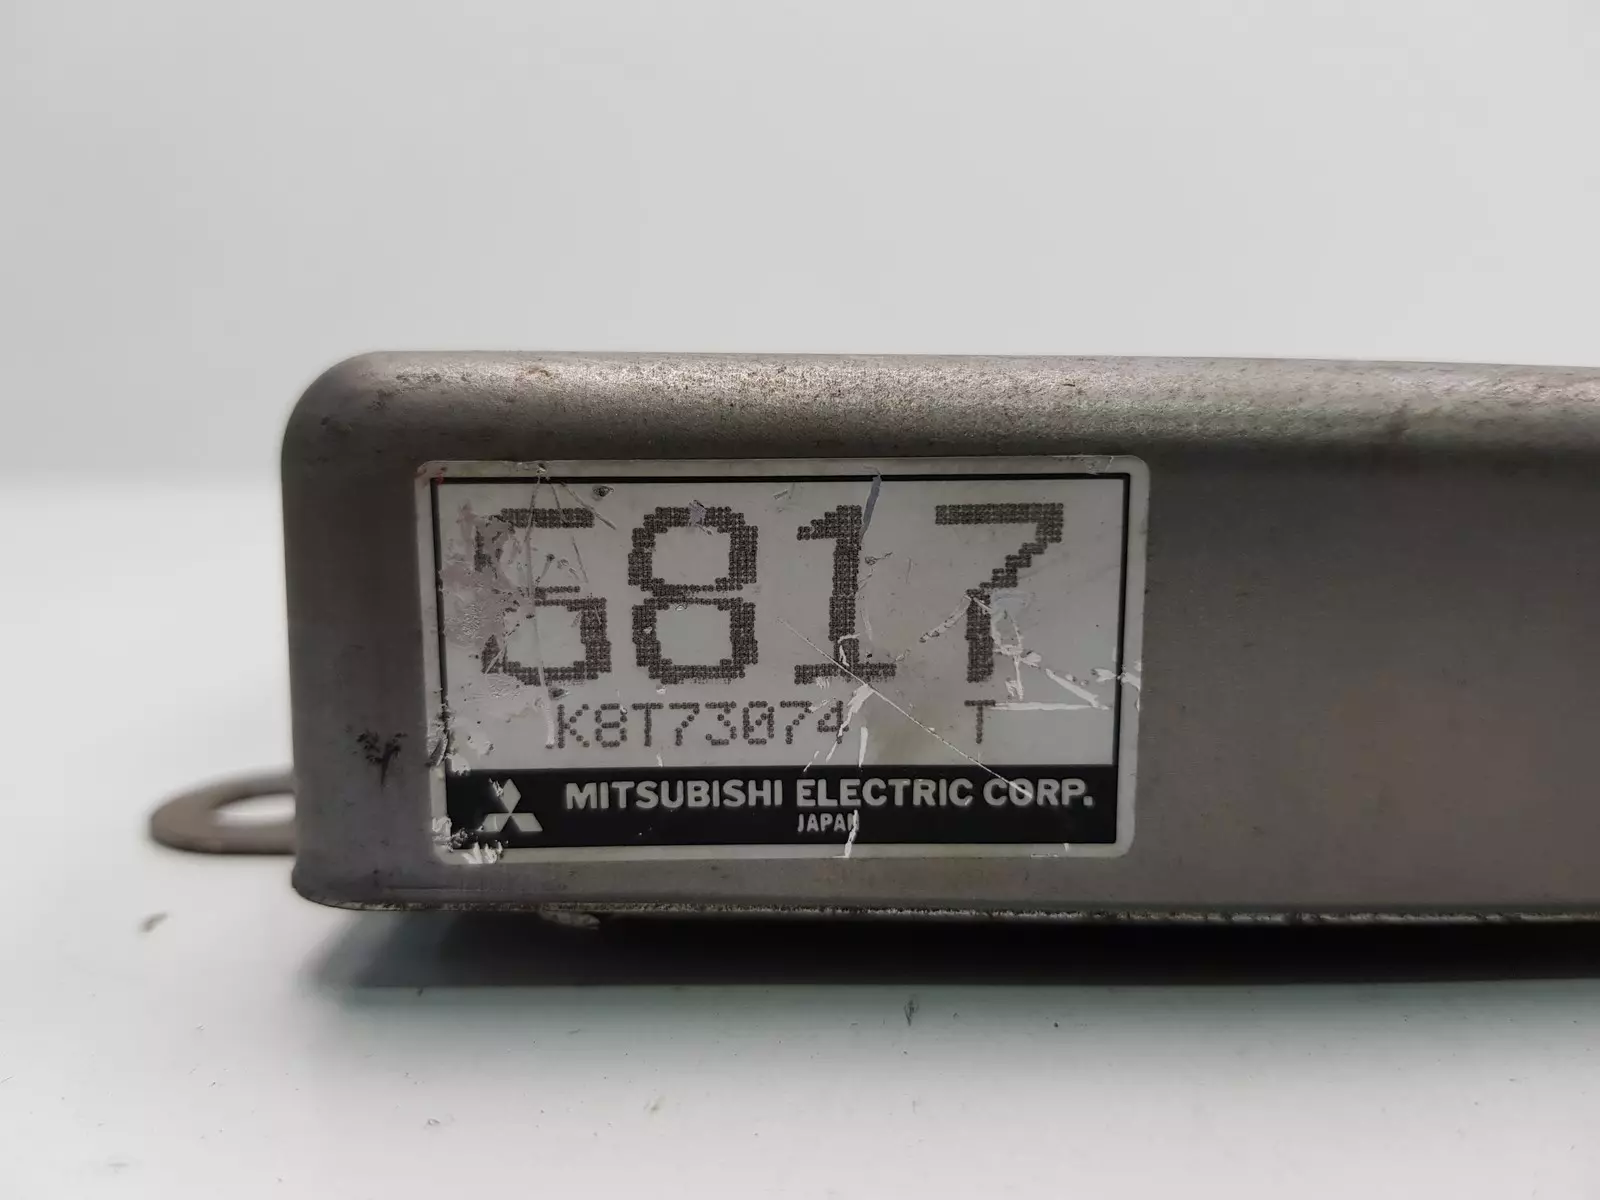 6817
K8T73074 T
MITSUBISHI ELECTRIC CORP.
JAPAN